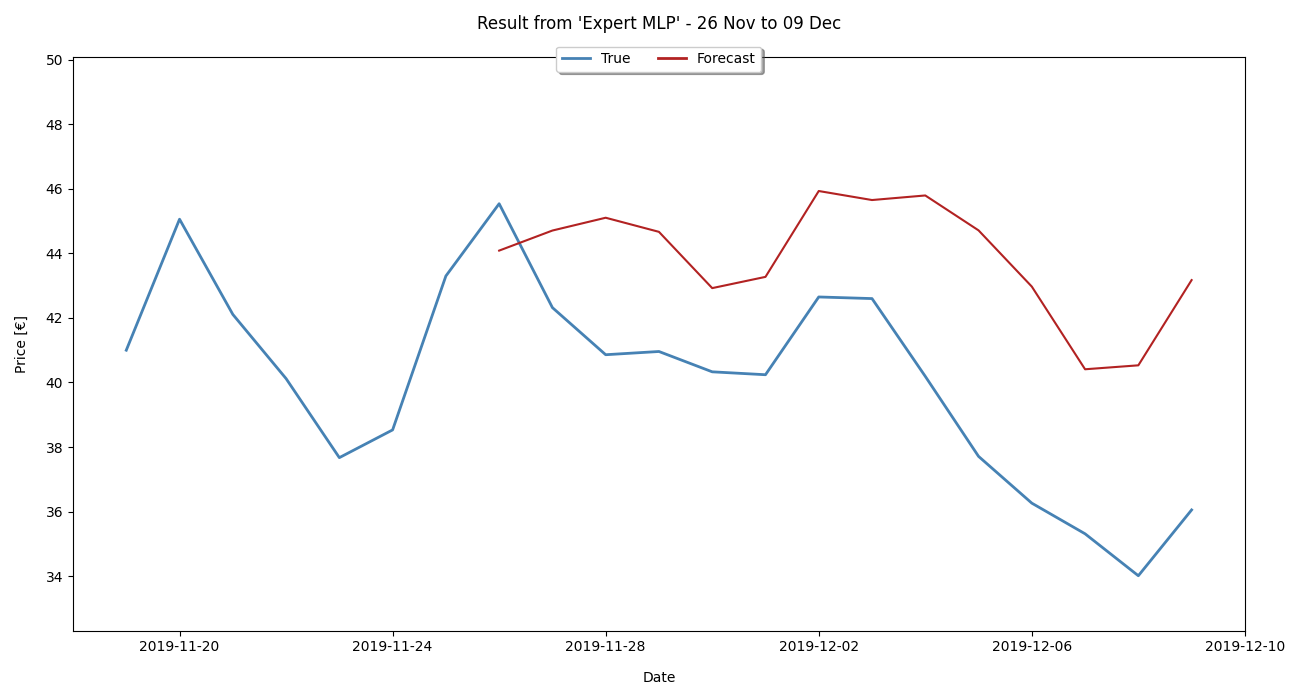 Result from 'Expert MLP' - 26 Nov to 09 Dec
True Forecast
50
48
46
44
42
40
38
36
34
Price [€]
2019-11-20 2019-11-24 2019-11-28 2019-12-02 2019-12-06 2019-12-10
Date